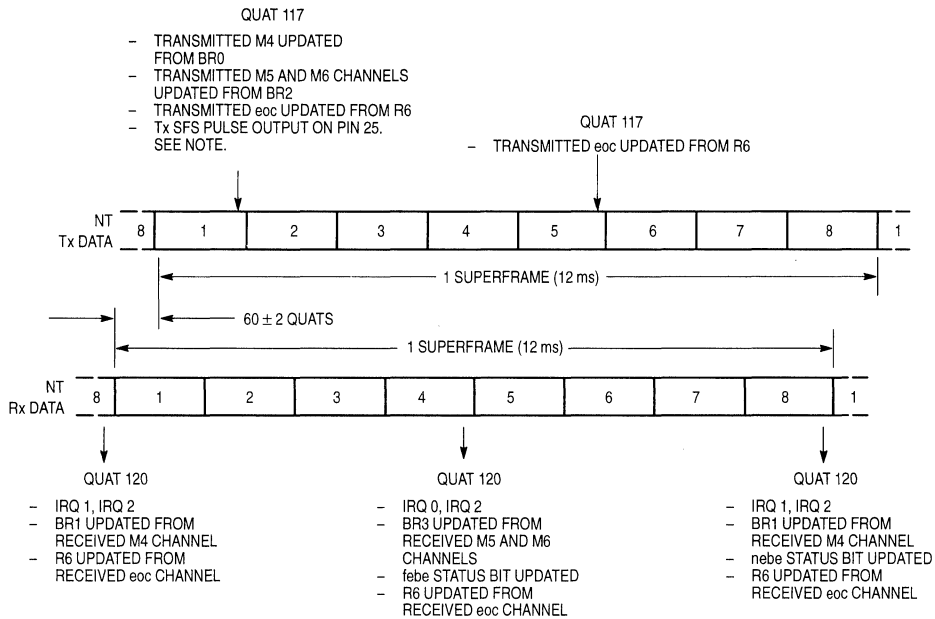 QUAT 117
– TRANSMITTED M4 UPDATED
FROM BR0
– TRANSMITTED M5 AND M6 CHANNELS
UPDATED FROM BR2
– TRANSMITTED eoc UPDATED FROM R6
– Tx SFS PULSE OUTPUT ON PIN 25.
SEE NOTE.
QUAT 117
– TRANSMITTED eoc UPDATED FROM R6
NT
Tx DATA
8 1 2 3 4 5 6 7 8 1
1 SUPERFRAME (12 ms)
60 ± 2 QUATS
1 SUPERFRAME (12 ms)
NT
Rx DATA
8 1 2 3 4 5 6 7 8 1
QUAT 120
– IRQ 1, IRQ 2
– BR1 UPDATED FROM
RECEIVED M4 CHANNEL
– R6 UPDATED FROM
RECEIVED eoc CHANNEL
QUAT 120
– IRQ 0, IRQ 2
– BR3 UPDATED FROM
RECEIVED M5 AND M6
CHANNELS
– febe STATUS BIT UPDATED
– R6 UPDATED FROM
RECEIVED eoc CHANNEL
QUAT 120
– IRQ 1, IRQ 2
– BR1 UPDATED FROM
RECEIVED M4 CHANNEL
– nebe STATUS BIT UPDATED
– R6 UPDATED FROM
RECEIVED eoc CHANNEL